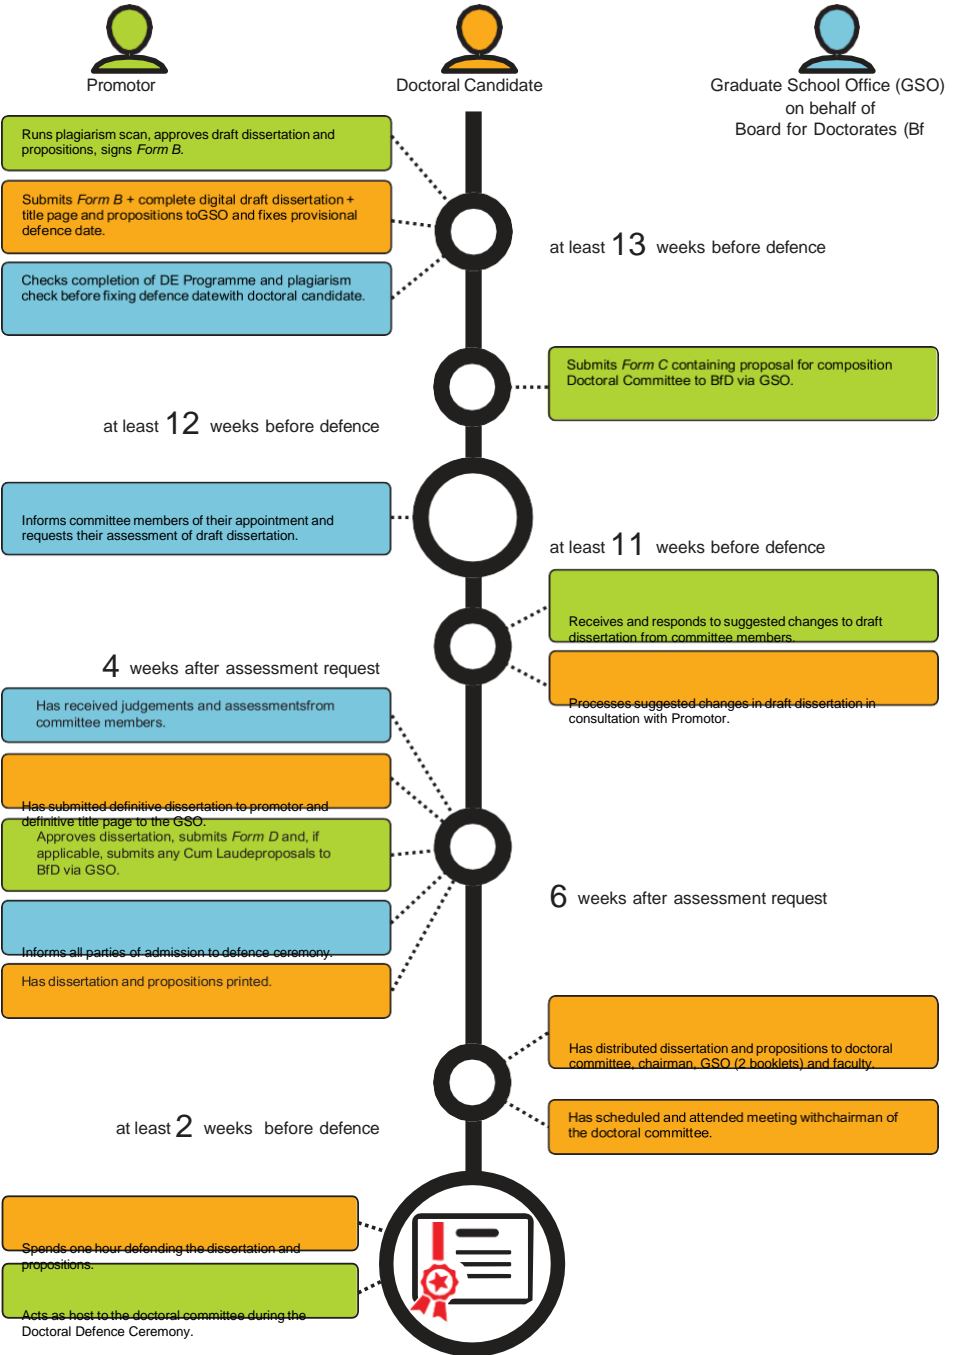 Promotor
Doctoral Candidate
Graduate School Office (GSO)
on behalf of
Board for Doctorates (Bf
Runs plagiarism scan, approves draft dissertation and
propositions, signs Form B.
Submits Form B + complete digital draft dissertation +
title page and propositions toGSO and fixes provisional
defence date.
Checks completion of DE Programme and plagiarism
check before fixing defence datewith doctoral candidate.
at least 13 weeks before defence
Submits Form C containing proposal for composition
Doctoral Committee to BfD via GSO.
at least 12 weeks before defence
Informs committee members of their appointment and
requests their assessment of draft dissertation.
at least 11 weeks before defence
Receives and responds to suggested changes to draft
dissertation from committee members.
Processes suggested changes in draft dissertation in
consultation with Promotor.
4 weeks after assessment request
Has received judgements and assessmentsfrom
committee members.
Has submitted definitive dissertation to promotor and
definitive title page to the GSO.
Approves dissertation, submits Form D and, if
applicable, submits any Cum Laudeproposals to
BfD via GSO.
Informs all parties of admission to defence ceremony.
Has dissertation and propositions printed.
6 weeks after assessment request
Has distributed dissertation and propositions to doctoral
committee, chairman, GSO (2 booklets) and faculty.
Has scheduled and attended meeting withchairman of
the doctoral committee.
at least 2 weeks before defence
Spends one hour defending the dissertation and
propositions.
Acts as host to the doctoral committee during the
Doctoral Defence Ceremony.